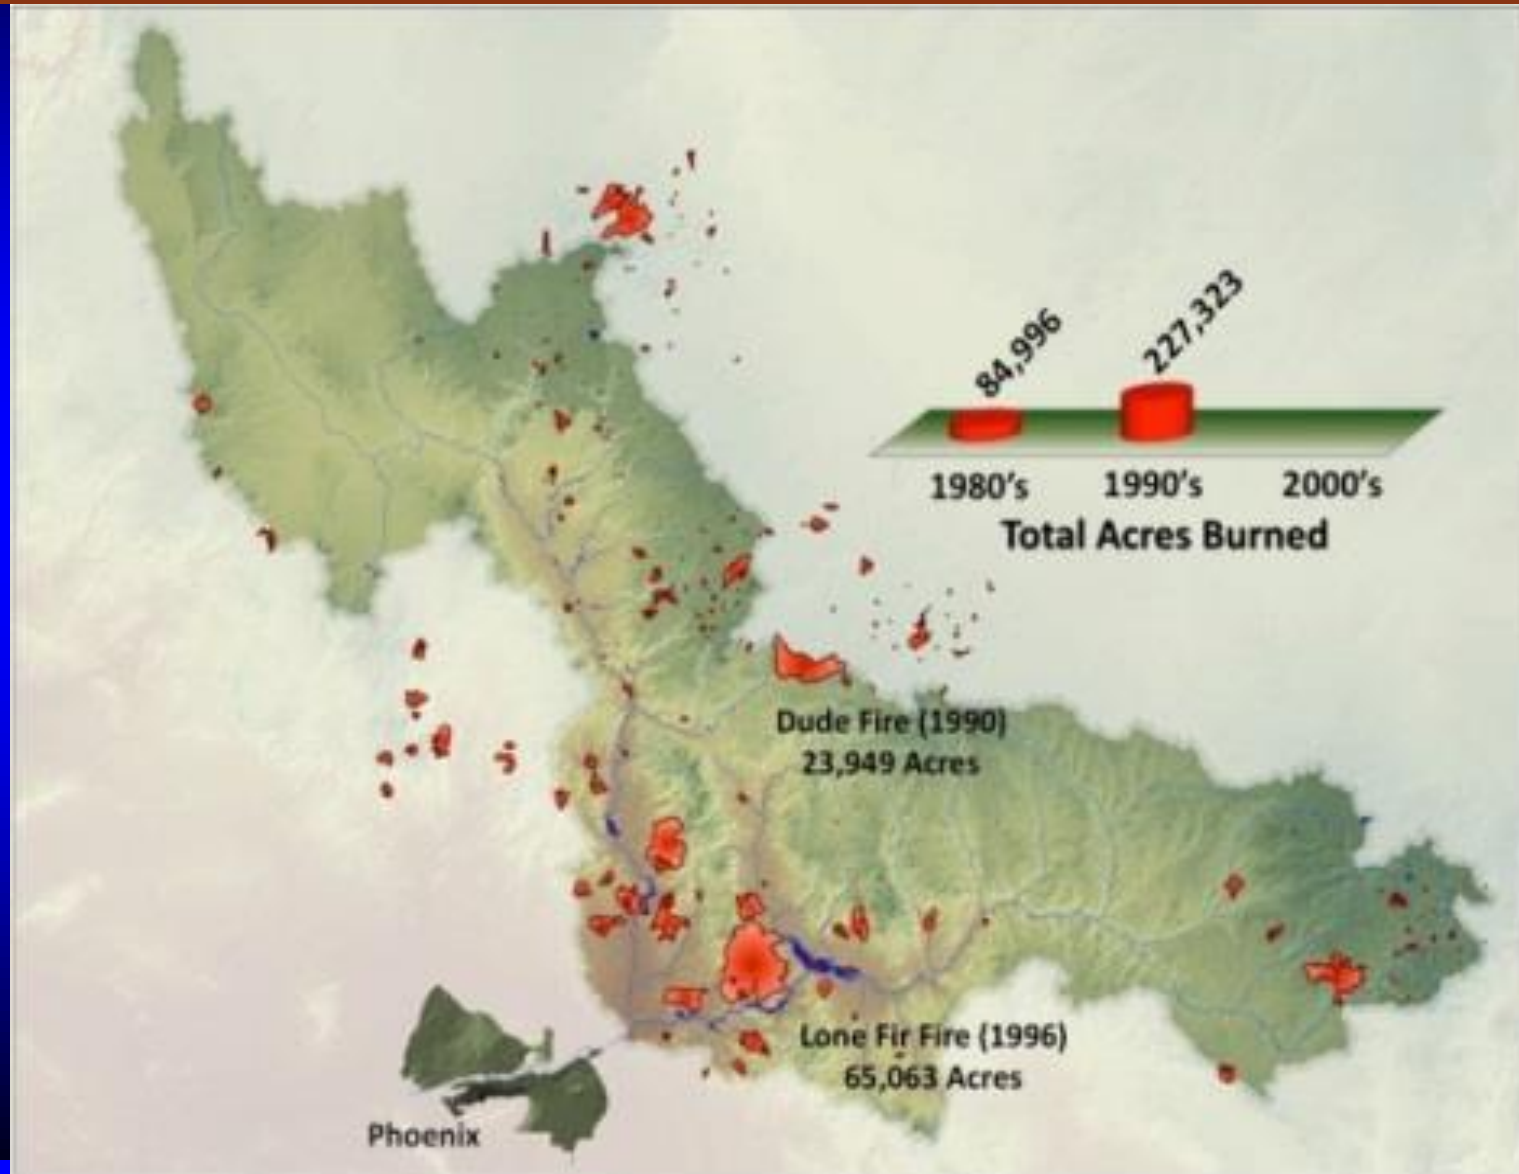 84,996
227,323
1980's 1990's 2000's
Total Acres Burned
Dude Fire (1990)
23,949 Acres
Lone Fir Fire (1996)
65,063 Acres
Phoenix